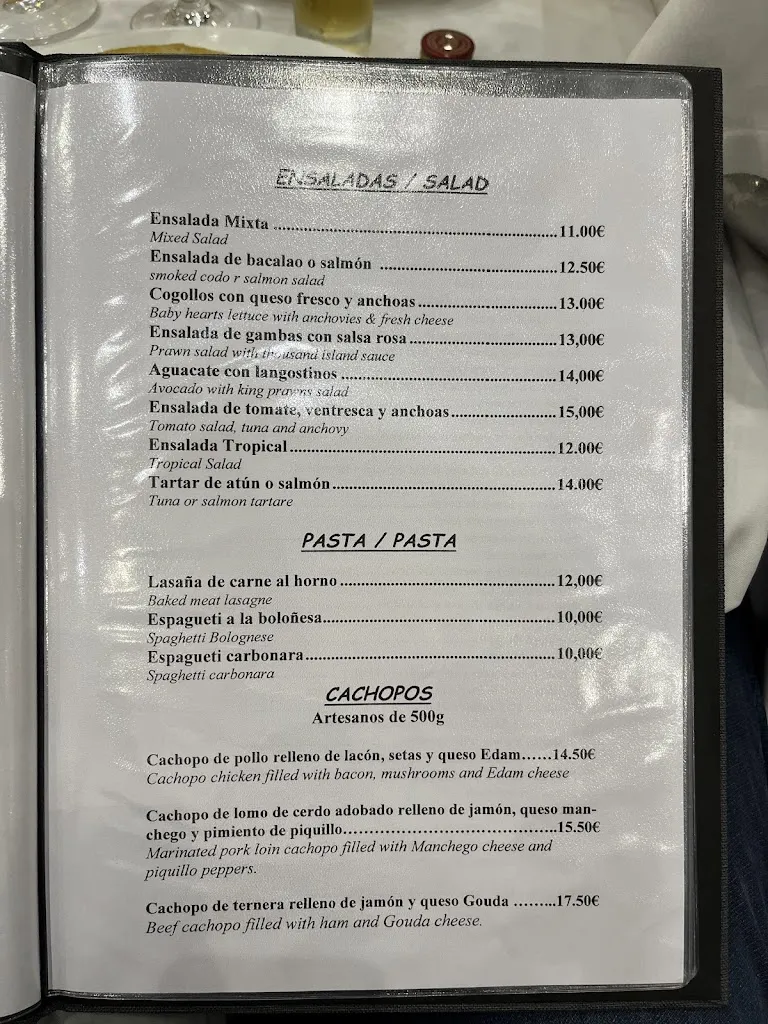 ENSALADAS / SALAD
Ensalada Mixta ..............................................................11.00€
Mixed Salad
Ensalada de bacalao o salmón .......................................12.50€
smoked codo r salmon salad
Cogollos con queso fresco y anchoas...............................13.00€
Baby hearts lettuce with anchovies & fresh cheese
Ensalada de gambas con salsa rosa.................................13,00€
Prawn salad with thousand island sauce
Aguacate con langostinos ...............................................14,00€
Avocado with king prawns salad
Ensalada de tomate, ventresca y anchoas.......................15,00€
Tomato salad, tuna and anchovy
Ensalada Tropical...........................................................12.00€
Tropical Salad
Tartar de atún o salmón.................................................14.00€
Tuna or salmon tartare
PASTA / PASTA
Lasaña de carne al horno...............................................12,00€
Baked meat lasagne
Espagueti a la boloñesa...................................................10,00€
Spaghetti Bolognese
Espagueti carbonara.......................................................10,00€
Spaghetti carbonara
CACHOPOS
Artesanos de 500g
Cachopo de pollo relleno de lacón, setas y queso Edam……14.50€
Cachopo chicken filled with bacon, mushrooms and Edam cheese
Cachopo de lomo de cerdo adobado relleno de jamón, queso man-
chego y pimiento de piquillo…………………………………..15.50€
Marinated pork loin cachopo filled with Manchego cheese and
piquillo peppers.
Cachopo de ternera relleno de jamón y queso Gouda ……...17.50€
Beef cachopo filled with ham and Gouda cheese.